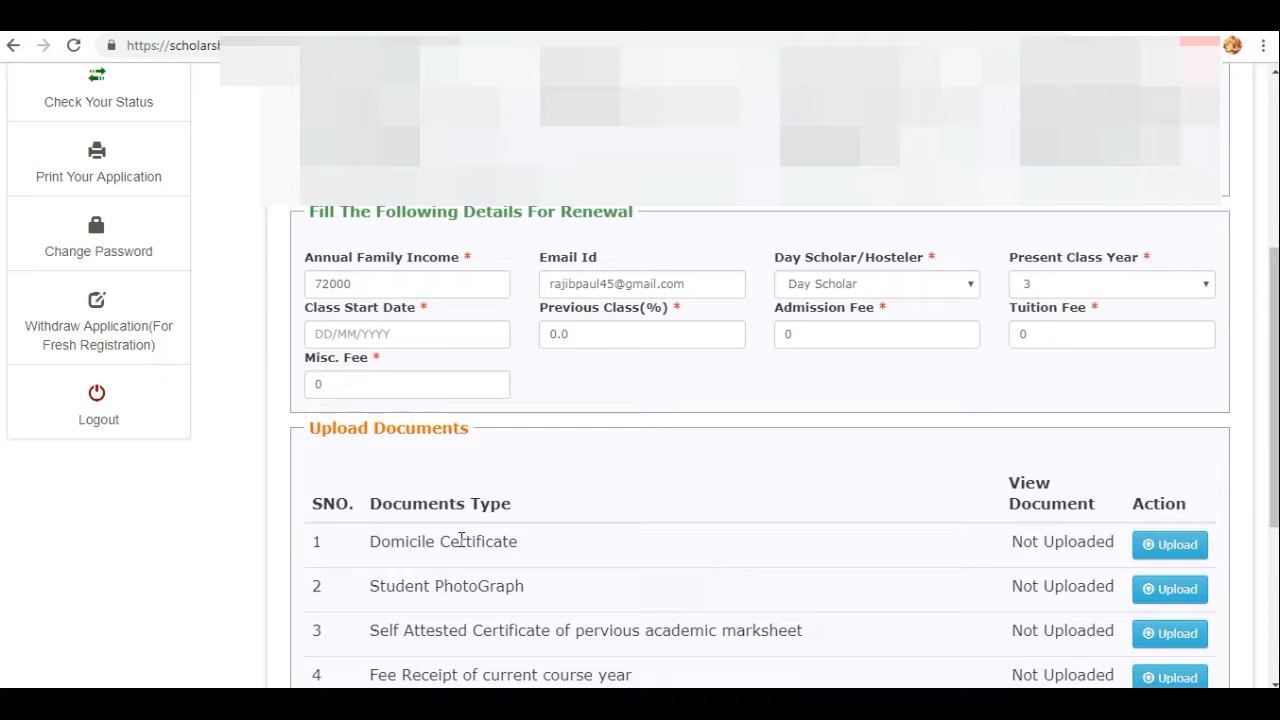 https://scholarsh
Check Your Status
Print Your Application
Change Password
Withdraw Application(For
Fresh Registration)
Logout
Fill The Following Details For Renewal
Annual Family Income * Email Id Day Scholar/Hosteler * Present Class Year *
72000 rajibpaul45@gmail.com Day Scholar 3
Class Start Date * Previous Class(%) * Admission Fee * Tuition Fee *
DD/MM/YYYY 0.0 0 0
Misc. Fee *
0
Upload Documents
View
SNO. Documents Type Document Action
1 Domicile Certificate Not Uploaded Upload
2 Student PhotoGraph Not Uploaded Upload
3 Self Attested Certificate of pervious academic marksheet Not Uploaded Upload
4 Fee Receipt of current course year Not Uploaded Upload